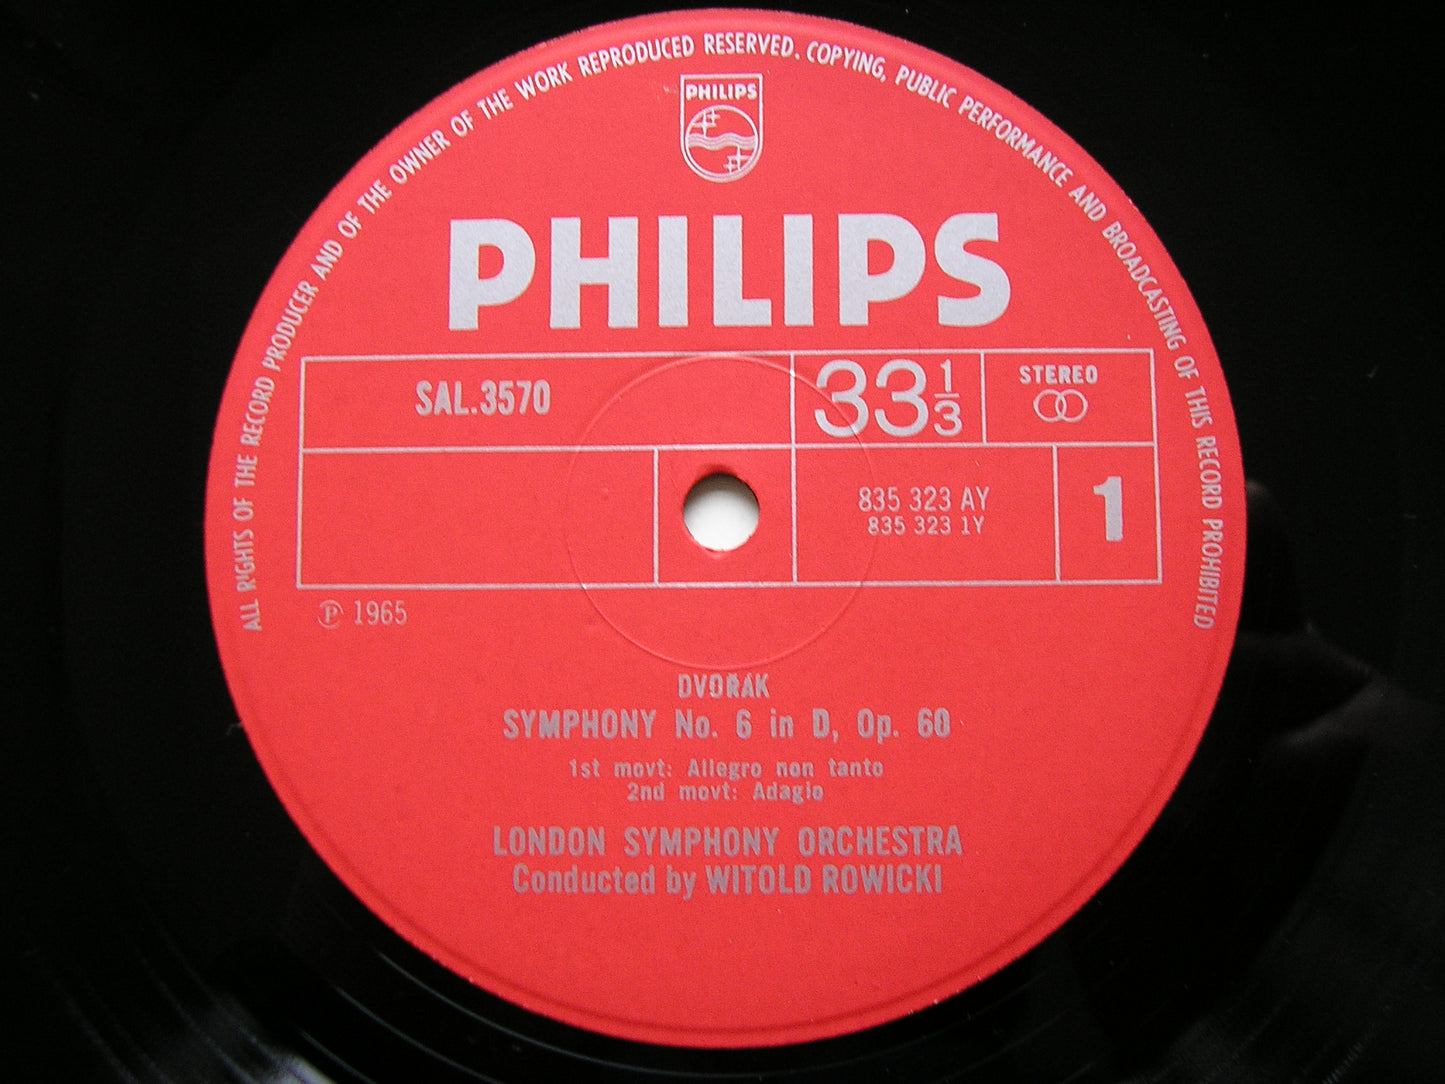 ALL RIGHTS OF THE RECORD PRODUCER AND OF THE OWNER OF THE WORK REPRODUCED RESERVED. COPYING, PUBLIC PERFORMANCE AND BROADCASTING OF THIS RECORD PROHIBITED
PHILIPS
PHILIPS
SAL.3570
33 1/3
STEREO
835 323 AY
835 323 1Y
1
Ⓟ 1965
DVOŘÁK
SYMPHONY No. 6 in D, Op. 60
1st movt: Allegro non tanto
2nd movt: Adagio
LONDON SYMPHONY ORCHESTRA
Conducted by WITOLD ROWICKI